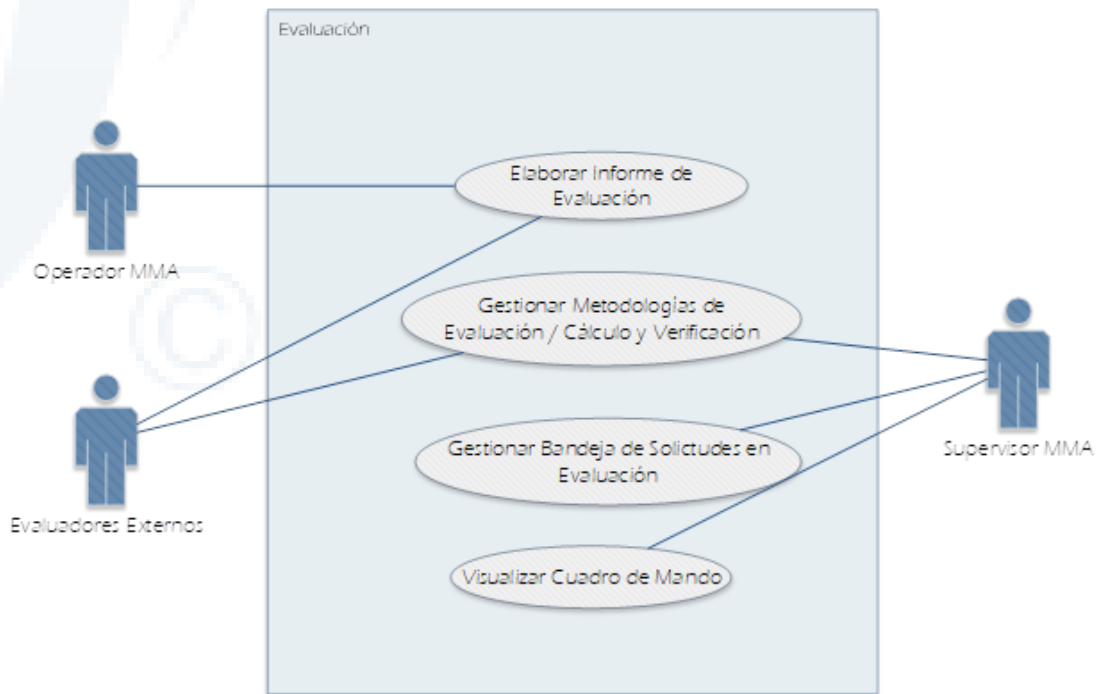 Evaluación
Elaborar Informe de
Evaluación
Operador MMA
Gestionar Metodologías de
Evaluación / Cálculo y Verificación
Gestionar Bandeja de Solictudes en
Evaluación
Supervisor MMA
Evaluadores Externos
Visualizar Cuadro de Mando
©